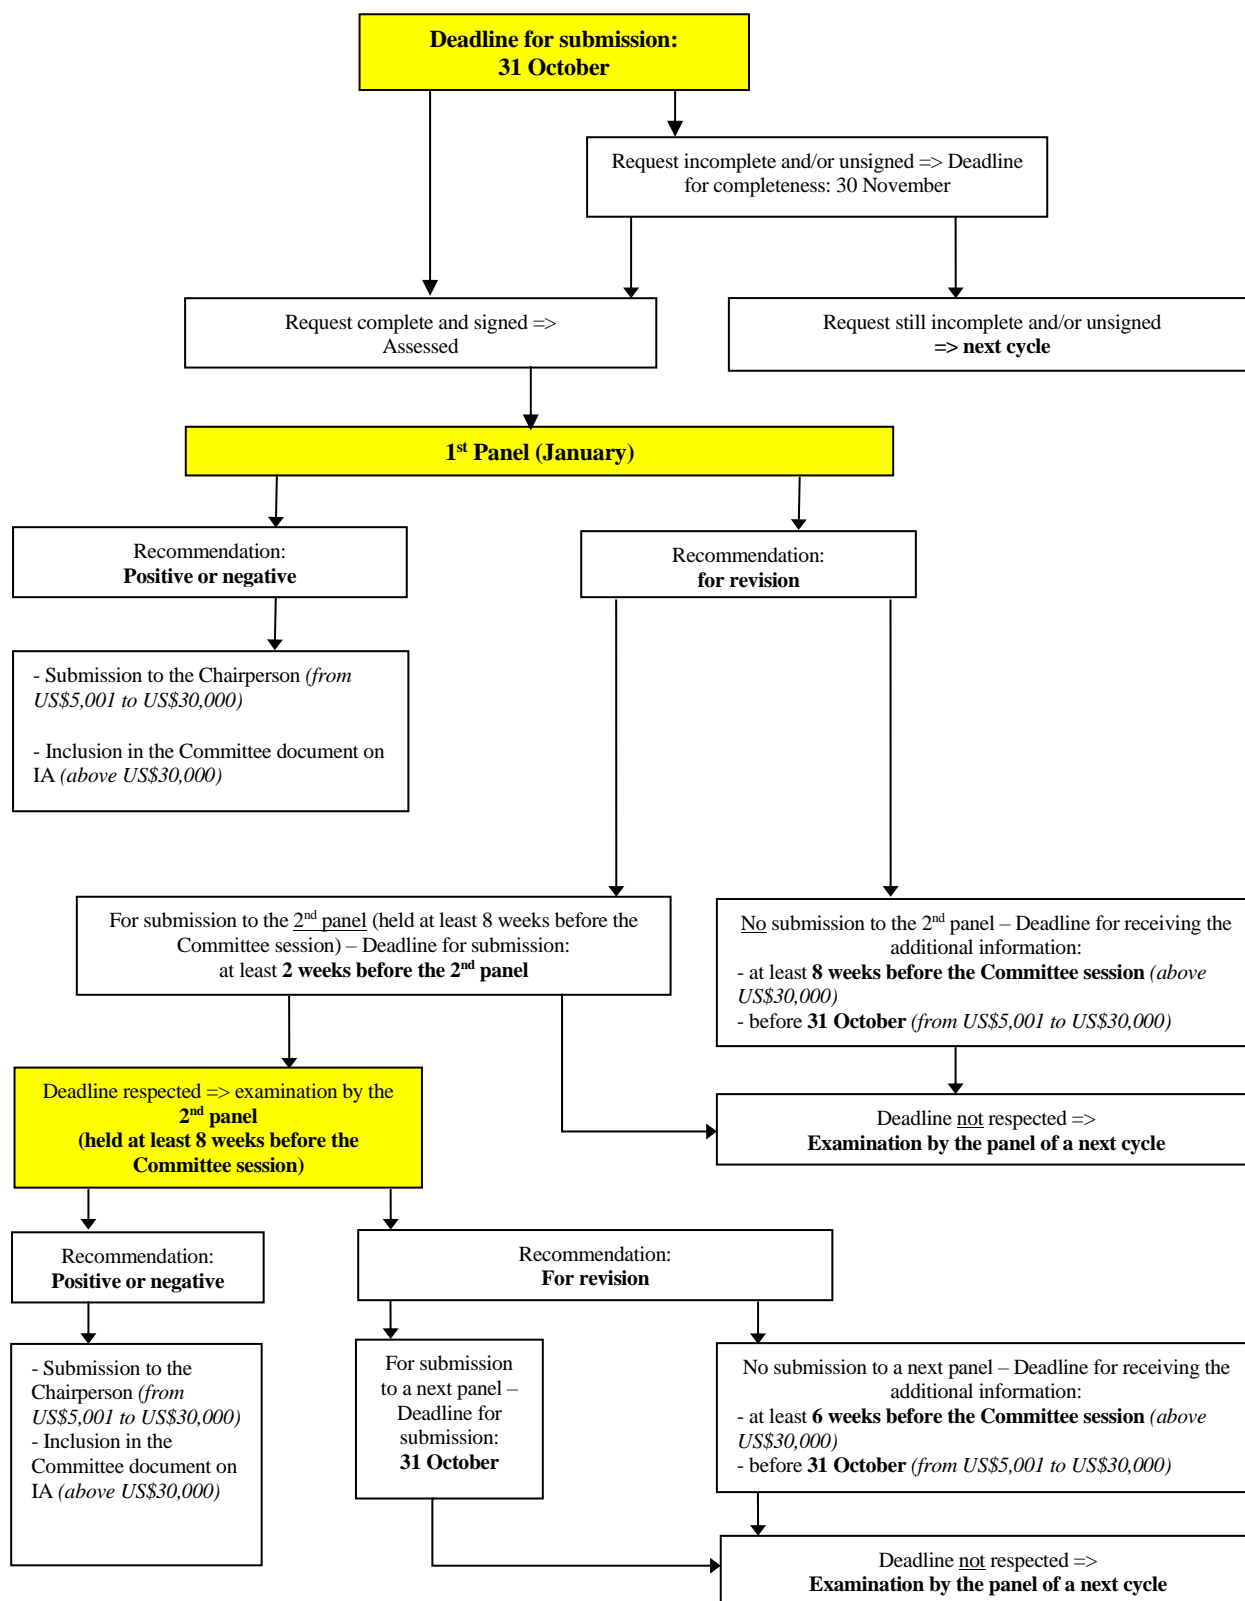 Deadline for submission:
31 October
Request incomplete and/or unsigned => Deadline
for completeness: 30 November
Request complete and signed =>
Assessed
Request still incomplete and/or unsigned
=> next cycle
1st Panel (January)
Recommendation:
Positive or negative
Recommendation:
for revision
- Submission to the Chairperson (from
US$5,001 to US$30,000)
- Inclusion in the Committee document on
IA (above US$30,000)
For submission to the 2nd panel (held at least 8 weeks before the
Committee session) – Deadline for submission:
at least 2 weeks before the 2nd panel
No submission to the 2nd panel – Deadline for receiving the
additional information:
- at least 8 weeks before the Committee session (above
US$30,000)
- before 31 October (from US$5,001 to US$30,000)
Deadline respected => examination by the
2nd panel
(held at least 8 weeks before the
Committee session)
Deadline not respected =>
Examination by the panel of a next cycle
Recommendation:
Positive or negative
Recommendation:
For revision
- Submission to the
Chairperson (from
US$5,001 to US$30,000)
- Inclusion in the
Committee document on
IA (above US$30,000)
For submission
to a next panel –
Deadline for
submission:
31 October
No submission to a next panel – Deadline for receiving the
additional information:
- at least 6 weeks before the Committee session (above
US$30,000)
- before 31 October (from US$5,001 to US$30,000)
Deadline not respected =>
Examination by the panel of a next cycle